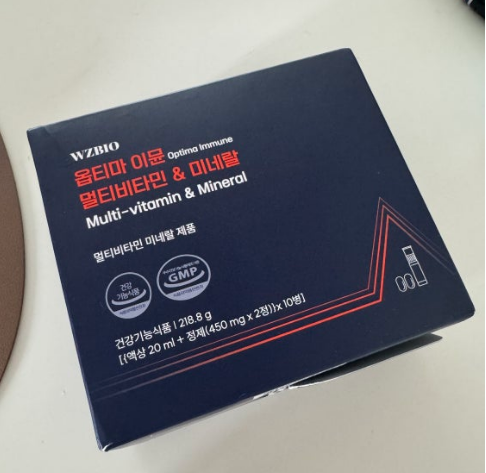 WZBIO
옵티마 이뮨 Optima Immune
멀티비타민 & 미네랄
Multi-vitamin & Mineral
멀티비타민 미네랄 제품
건강
기능식품
GMP
건강기능식품 | 218.8 g
[{액상 20 ml + 정제(450 mg x 2정)}x 10병]